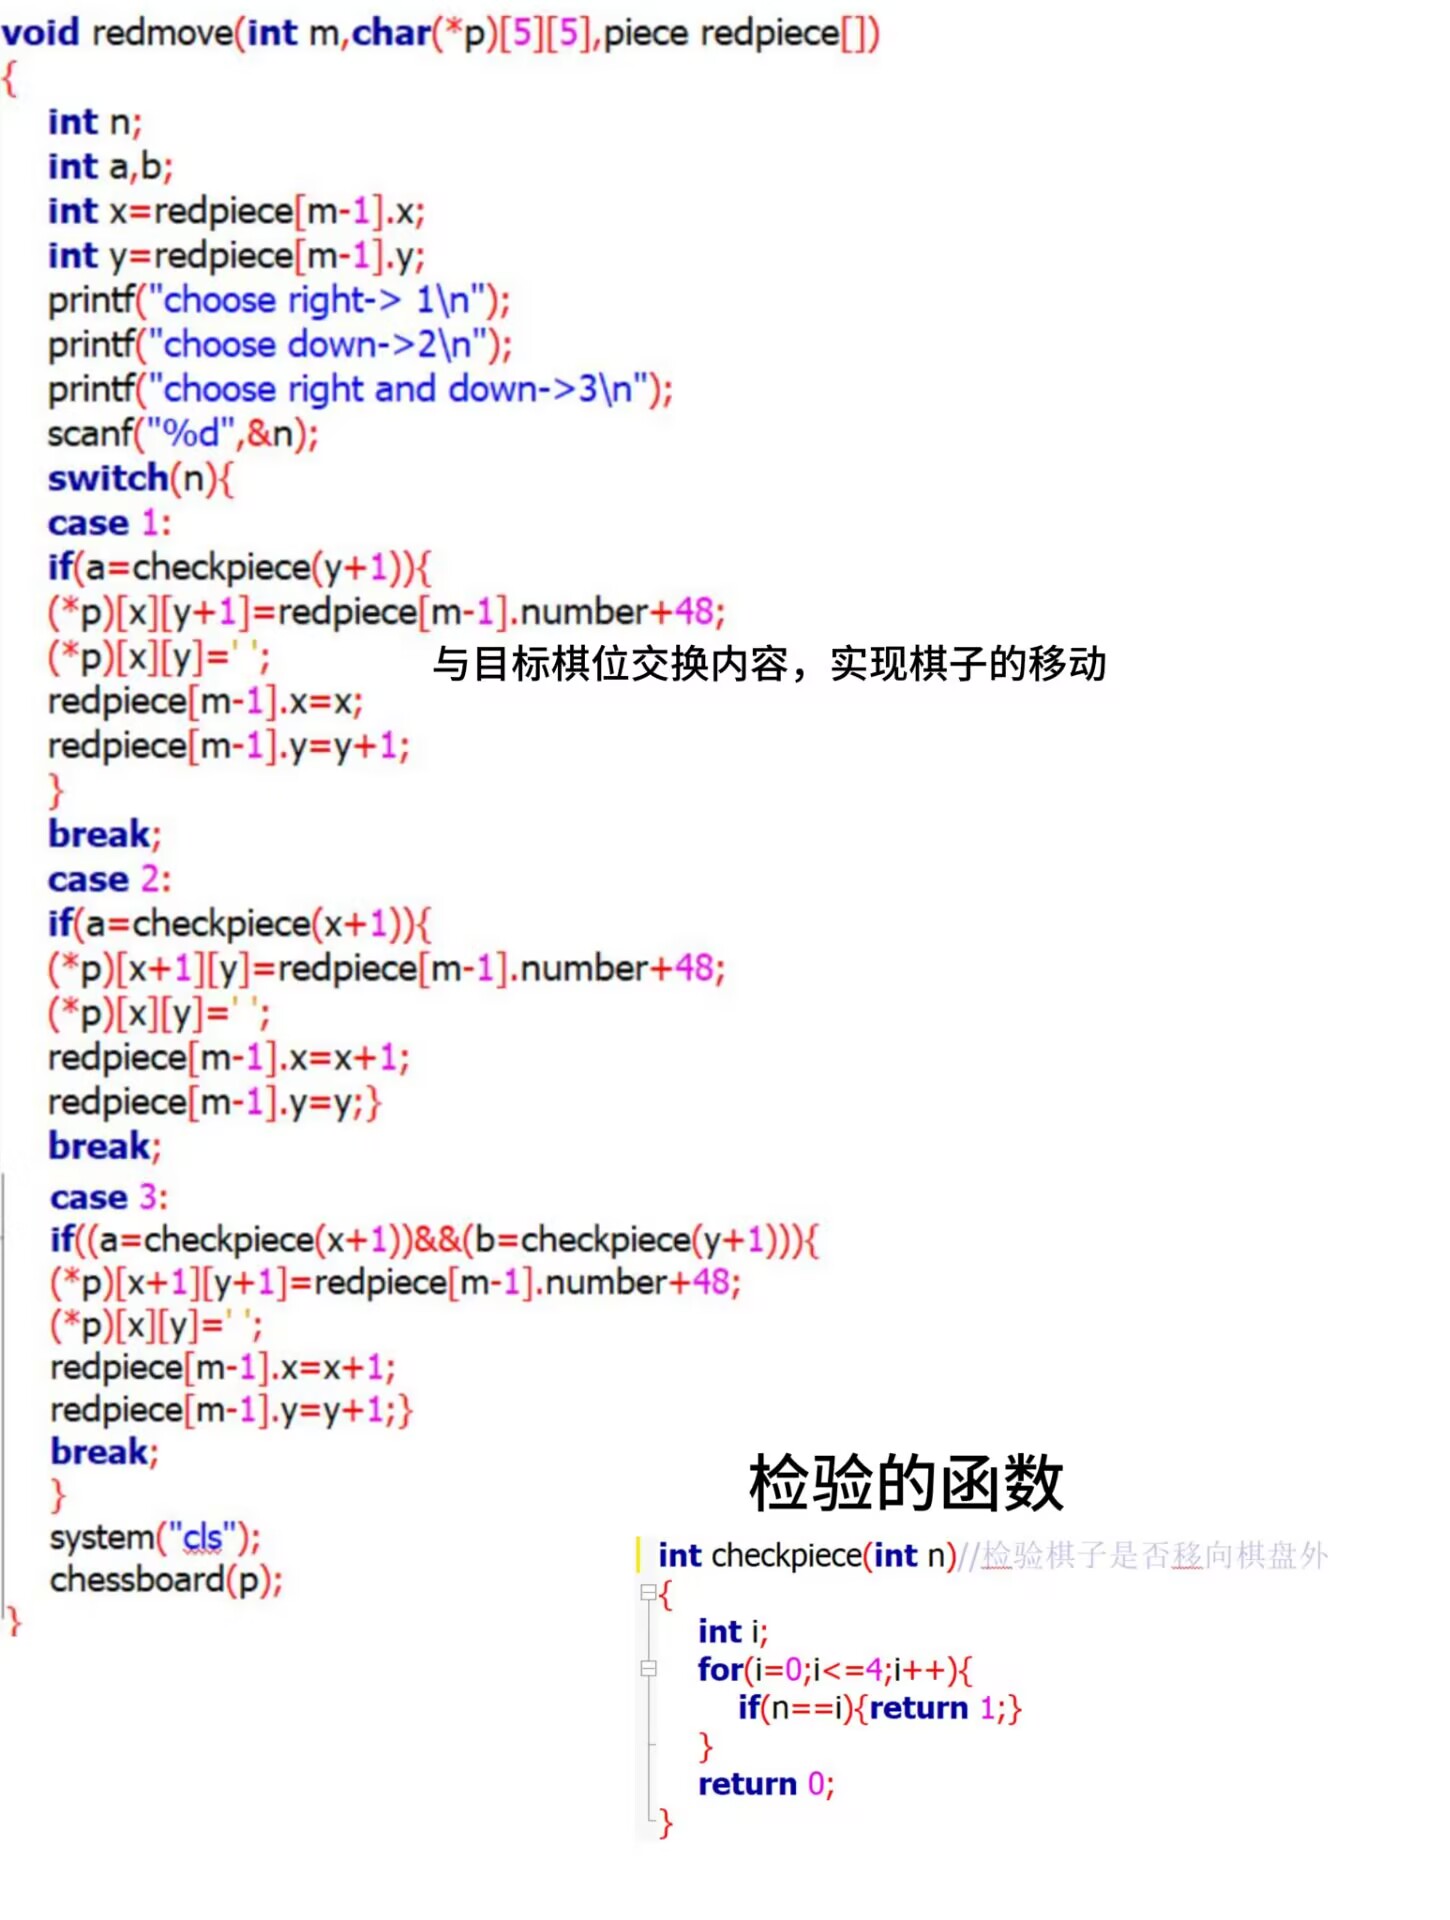 void redmove(int m,char(*p)[5][5],piece redpiece[])
{
int n;
int a,b;
int x=redpiece[m-1].x;
int y=redpiece[m-1].y;
printf("choose right-> 1\n");
printf("choose down->2\n");
printf("choose right and down->3\n");
scanf("%d",&n);
switch(n){
case 1:
if(a=checkpiece(y+1)){
(*p)[x][y+1]=redpiece[m-1].number+48;
(*p)[x][y]=' ';
与目标棋位交换内容，实现棋子的移动
redpiece[m-1].x=x;
redpiece[m-1].y=y+1;
}
break;
case 2:
if(a=checkpiece(x+1)){
(*p)[x+1][y]=redpiece[m-1].number+48;
(*p)[x][y]=' ';
redpiece[m-1].x=x+1;
redpiece[m-1].y=y;}
break;
case 3:
if((a=checkpiece(x+1))&&(b=checkpiece(y+1))){
(*p)[x+1][y+1]=redpiece[m-1].number+48;
(*p)[x][y]=' ';
redpiece[m-1].x=x+1;
redpiece[m-1].y=y+1;}
break;
}
system("cls");
chessboard(p);
}
检验的函数
int checkpiece(int n)//检验棋子是否移向棋盘外
{
int i;
for(i=0;i<=4;i++){
if(n==i){return 1;}
}
return 0;
}